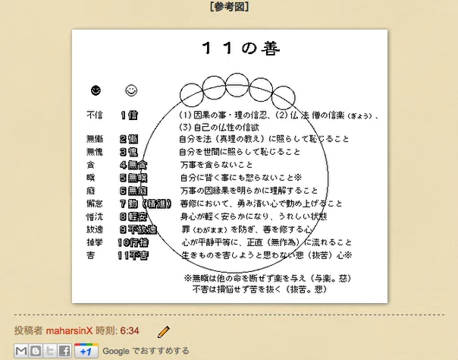 [参考図]
１１の善
不信 1信 (1) 因果の事・理の信忍、(2) 仏 法 僧の信楽(ぎょう)、
(3) 自己の仏性の信欲
無慚 2慚 自分を法（真理の教え）に照らして恥じること
無愧 3愧 自分を世間に照らして恥じること
貪 4無貪 万事を貪らないこと
瞋 5無瞋 自分に背く事にも怒らないこと※
癡 6無癡 万事の因縁果を明らかに理解すること
懈怠 7勤（精進） 善修において、勇み清い心で勤め上げること
惛沈 8軽安 身心が軽く安らかになり、うれしい状態
放逸 9不放逸 罪（わがまま）を防ぎ、善を修する心
掉挙 10行捨 心が平静平等に、正直（無作為）に流れること
害 11不害 生きものを害しようと思わない悲（抜苦）心※
※無瞋は他の命を断ぜず楽を与え（与楽。慈）
不害は損悩せず苦を抜く（抜苦。悲）
投稿者 maharsinX 時刻: 6:34
+1 Google でおすすめする